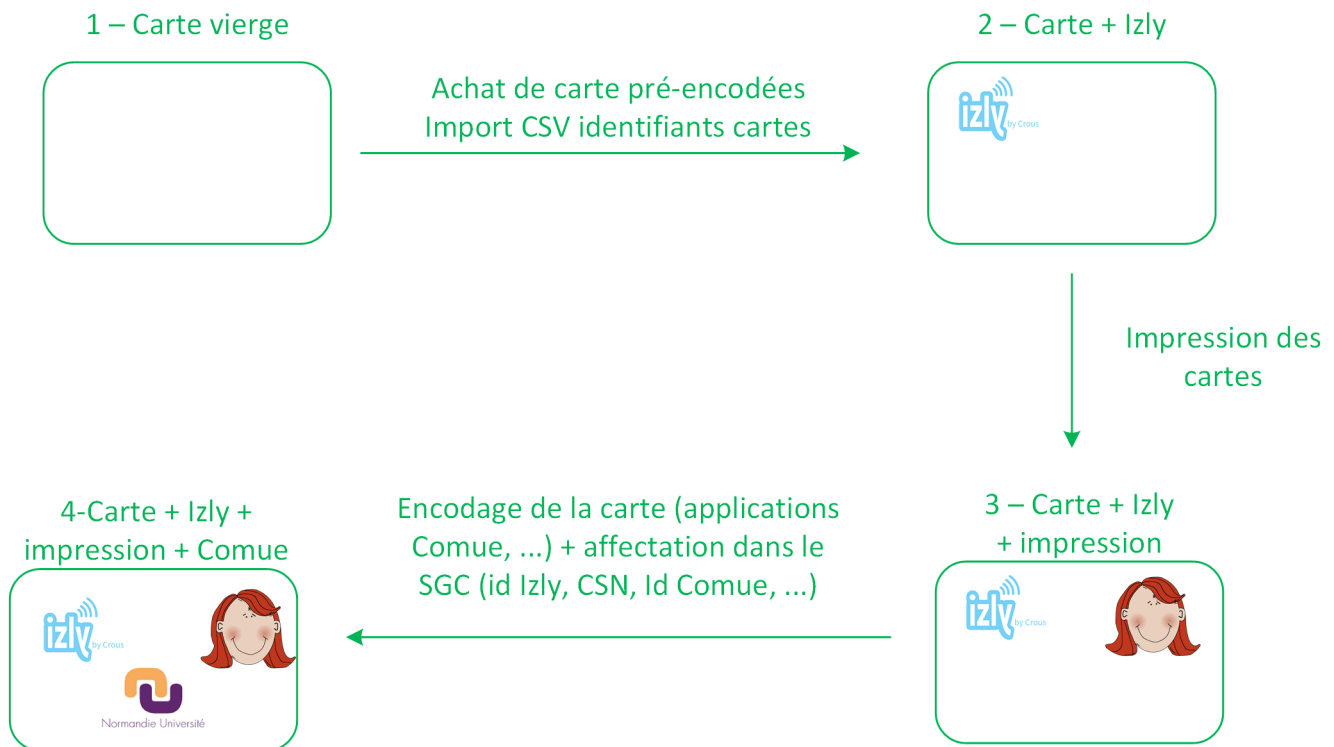 1 – Carte vierge
2 – Carte + Izly
Achat de carte pré-encodées
Import CSV identifiants cartes
izly
by Crous
Impression des
cartes
3 – Carte + Izly
+ impression
izly
by Crous
Encodage de la carte (applications
Comue, ...) + affectation dans le
SGC (id Izly, CSN, Id Comue, ...)
4-Carte + Izly +
impression + Comue
izly
by Crous
Normandie Université